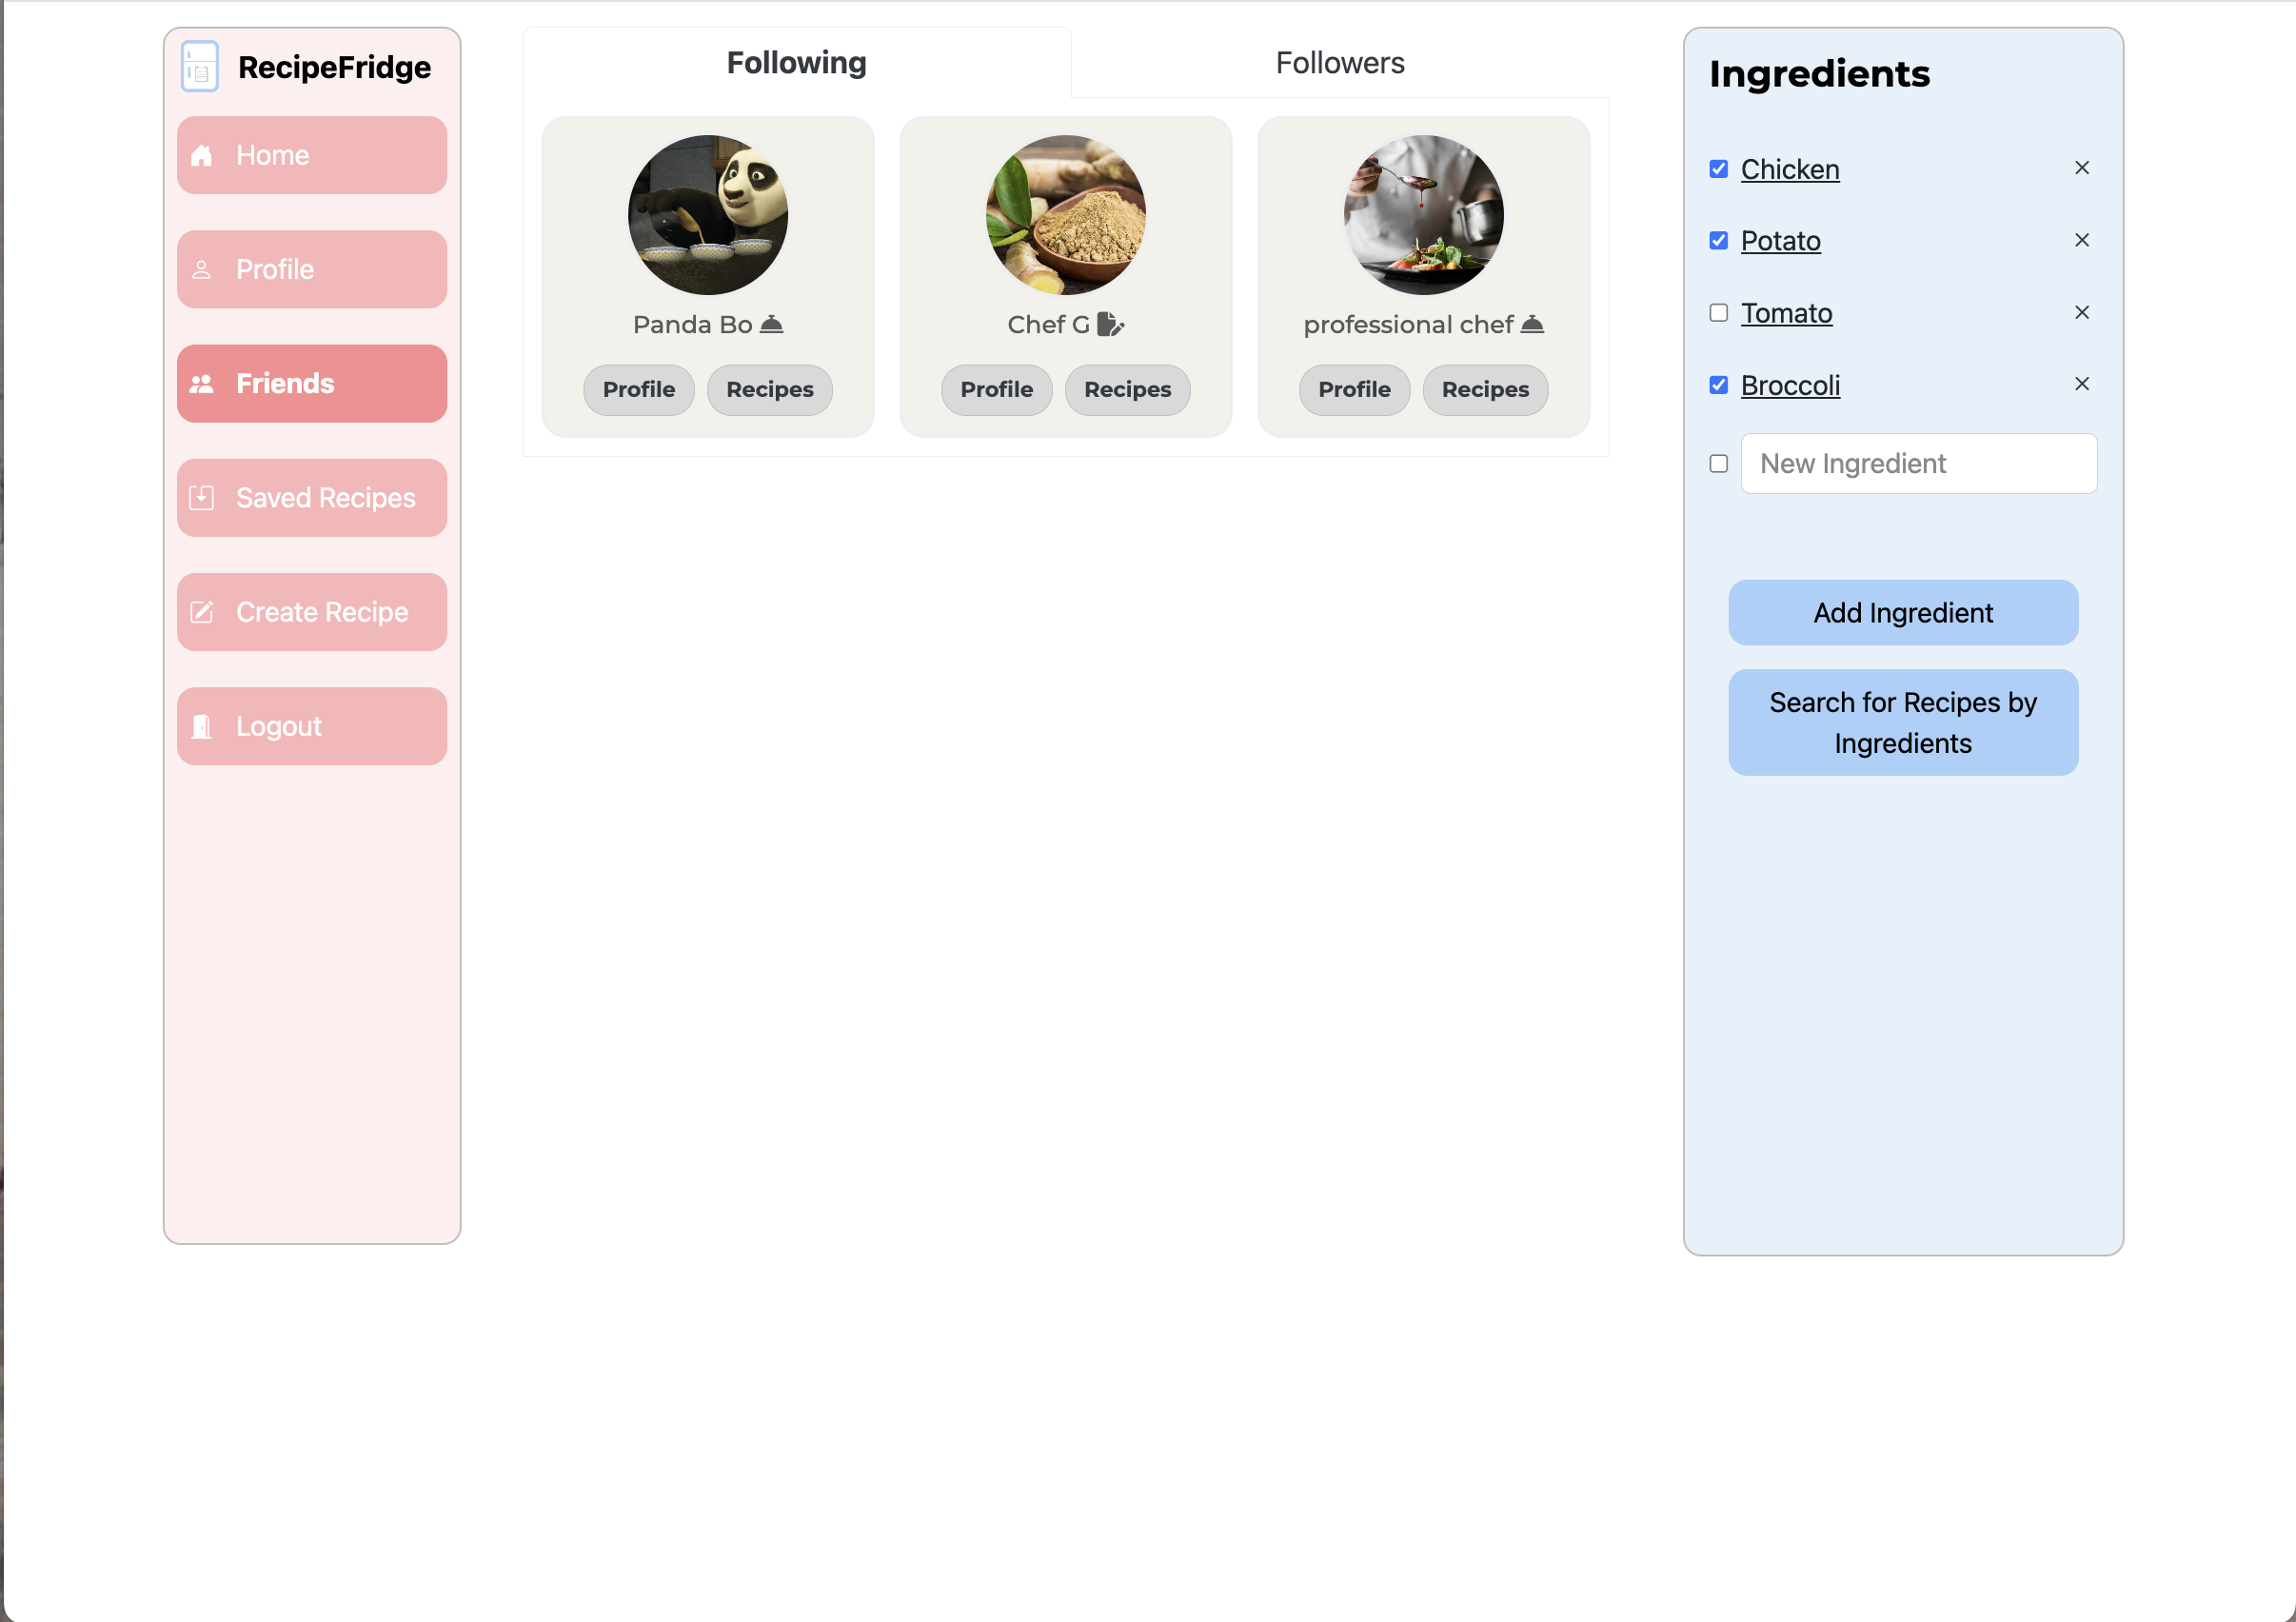 RecipeFridge
Home
Profile
Friends
Saved Recipes
Create Recipe
Logout
Following
Followers
Panda Bo
Profile
Recipes
Chef G
Profile
Recipes
professional chef
Profile
Recipes
Ingredients
Chicken
Potato
Tomato
Broccoli
New Ingredient
Add Ingredient
Search for Recipes by
Ingredients